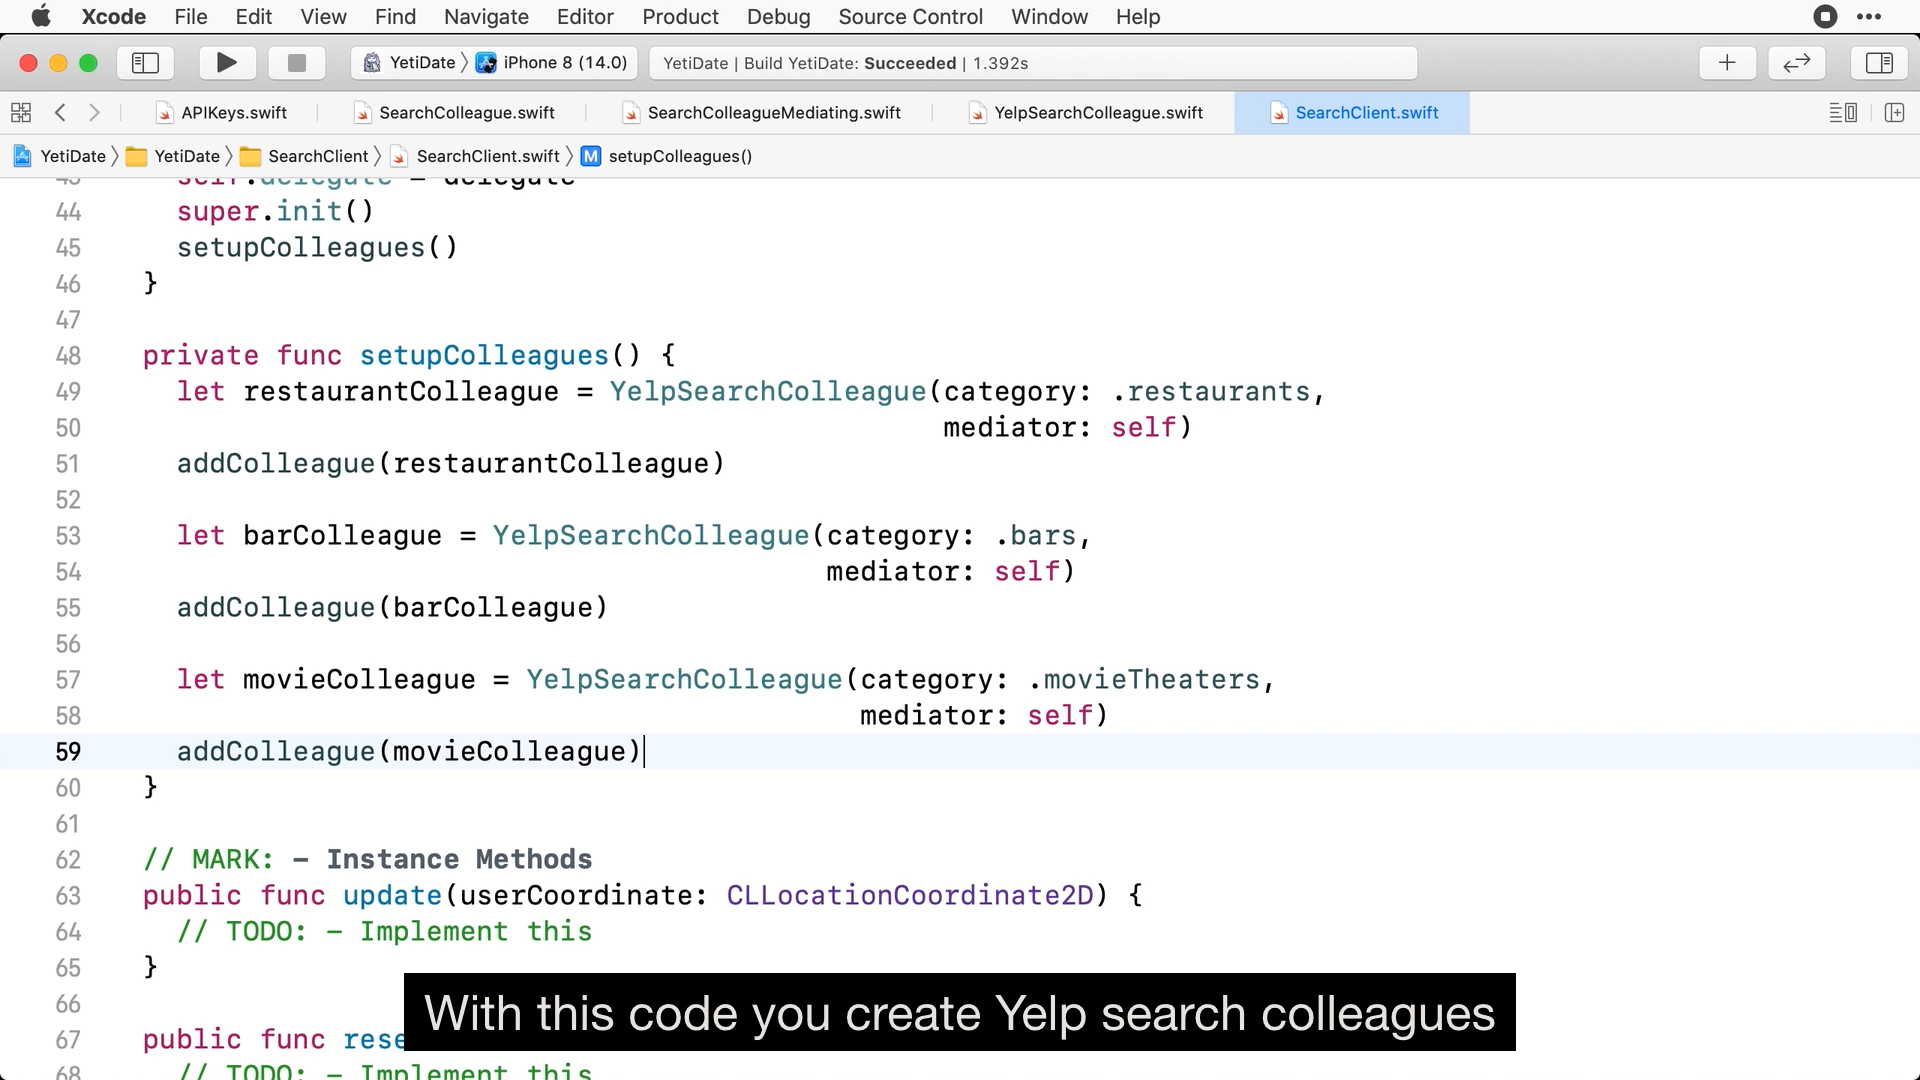 Xcode File Edit View Find Navigate Editor Product Debug Source Control Window Help
YetiDate 〉 iPhone 8 (14.0) YetiDate | Build YetiDate: Succeeded | 1.392s
APIKeys.swift SearchColleague.swift SearchColleagueMediating.swift YelpSearchColleague.swift SearchClient.swift
YetiDate 〉 YetiDate 〉 SearchClient 〉 SearchClient.swift 〉 M setupColleagues()
43 self.delegate = delegate
44 super.init()
45 setupColleagues()
46 }
47
48 private func setupColleagues() {
49 let restaurantColleague = YelpSearchColleague(category: .restaurants,
50 mediator: self)
51 addColleague(restaurantColleague)
52
53 let barColleague = YelpSearchColleague(category: .bars,
54 mediator: self)
55 addColleague(barColleague)
56
57 let movieColleague = YelpSearchColleague(category: .movieTheaters,
58 mediator: self)
59 addColleague(movieColleague)
60 }
61
62 // MARK: - Instance Methods
63 public func update(userCoordinate: CLLocationCoordinate2D) {
64 // TODO: - Implement this
65 }
66
67 public func rese
68 // TODO: - Implement this
With this code you create Yelp search colleagues